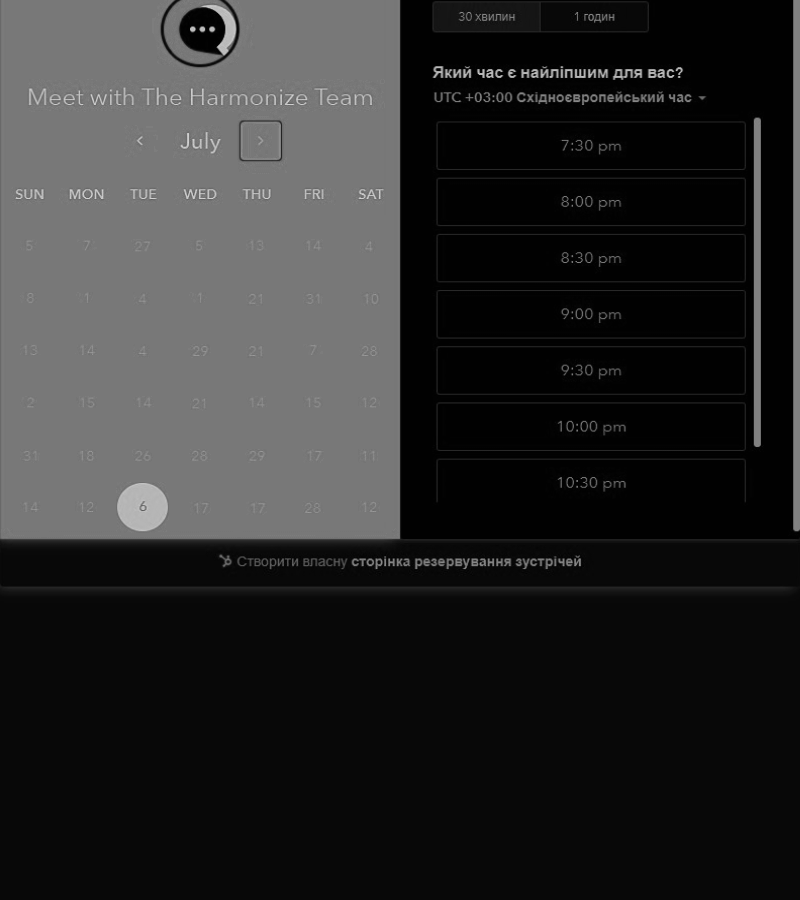 Meet with The Harmonize Team
July
SUN MON TUE WED THU FRI SAT
5 7 27 5 13 14 4
8 1 4 1 21 31 10
13 14 4 29 21 7 28
2 15 14 21 14 15 12
31 18 26 28 29 17 11
14 12 6 17 17 28 12
30 хвилин 1 годин
Який час є найліпшим для вас?
UTC +03:00 Східноєвропейський час
7:30 pm
8:00 pm
8:30 pm
9:00 pm
9:30 pm
10:00 pm
10:30 pm
Створити власну сторінка резервування зустрічей